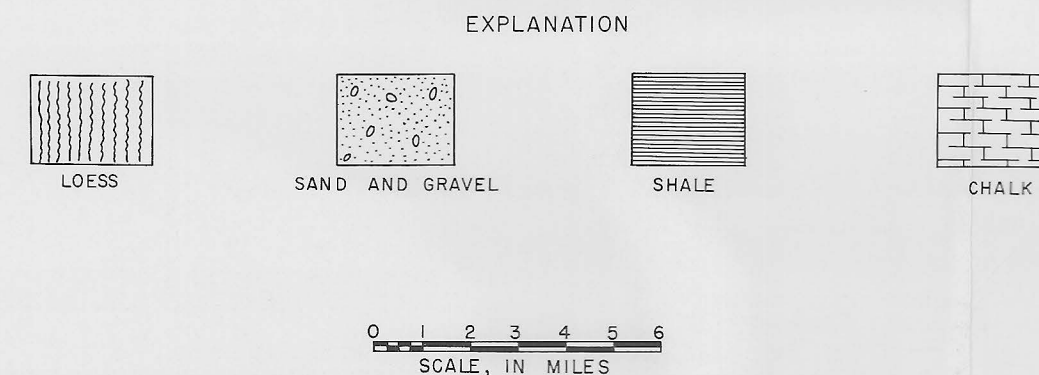 EXPLANATION
LOESS
SAND AND GRAVEL
SHALE
CHALK
0 1 2 3 4 5 6
SCALE, IN MILES